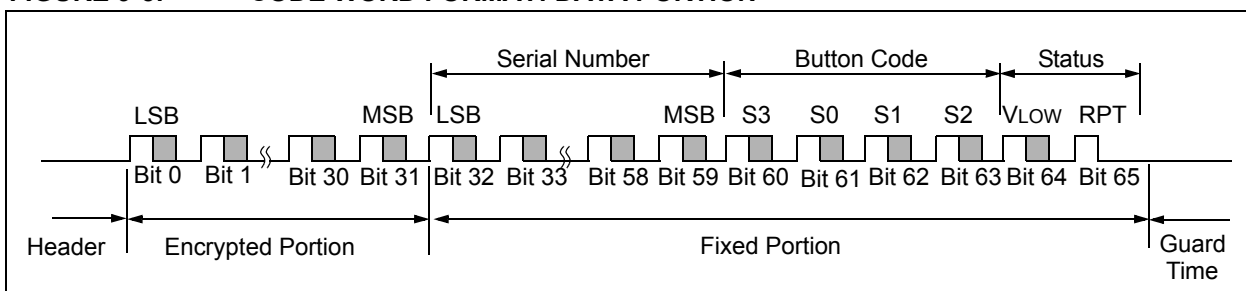 FIGURE CODE WORD FORMAT: DATA PORTION
Serial Number Button Code Status
LSB MSB LSB MSB S3 S0 S1 S2 VLOW RPT
Bit 0 Bit 1 Bit 30 Bit 31 Bit 32 Bit 33 Bit 58 Bit 59 Bit 60 Bit 61 Bit 62 Bit 63 Bit 64 Bit 65
Header Encrypted Portion Fixed Portion Guard
Time